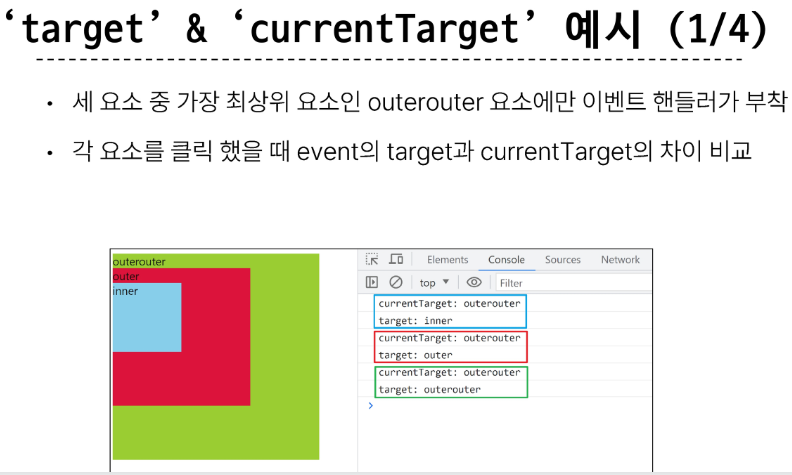 ‘target’ & ‘currentTarget’ 예시 (1/4)
• 세 요소 중 가장 최상위 요소인 outerouter 요소에만 이벤트 핸들러가 부착
• 각 요소를 클릭 했을 때 event의 target과 currentTarget의 차이 비교
outerouter
outer
inner
Elements Console Sources Network
top ▼ Filter
currentTarget: outerouter
target: inner
currentTarget: outerouter
target: outer
currentTarget: outerouter
target: outerouter
>